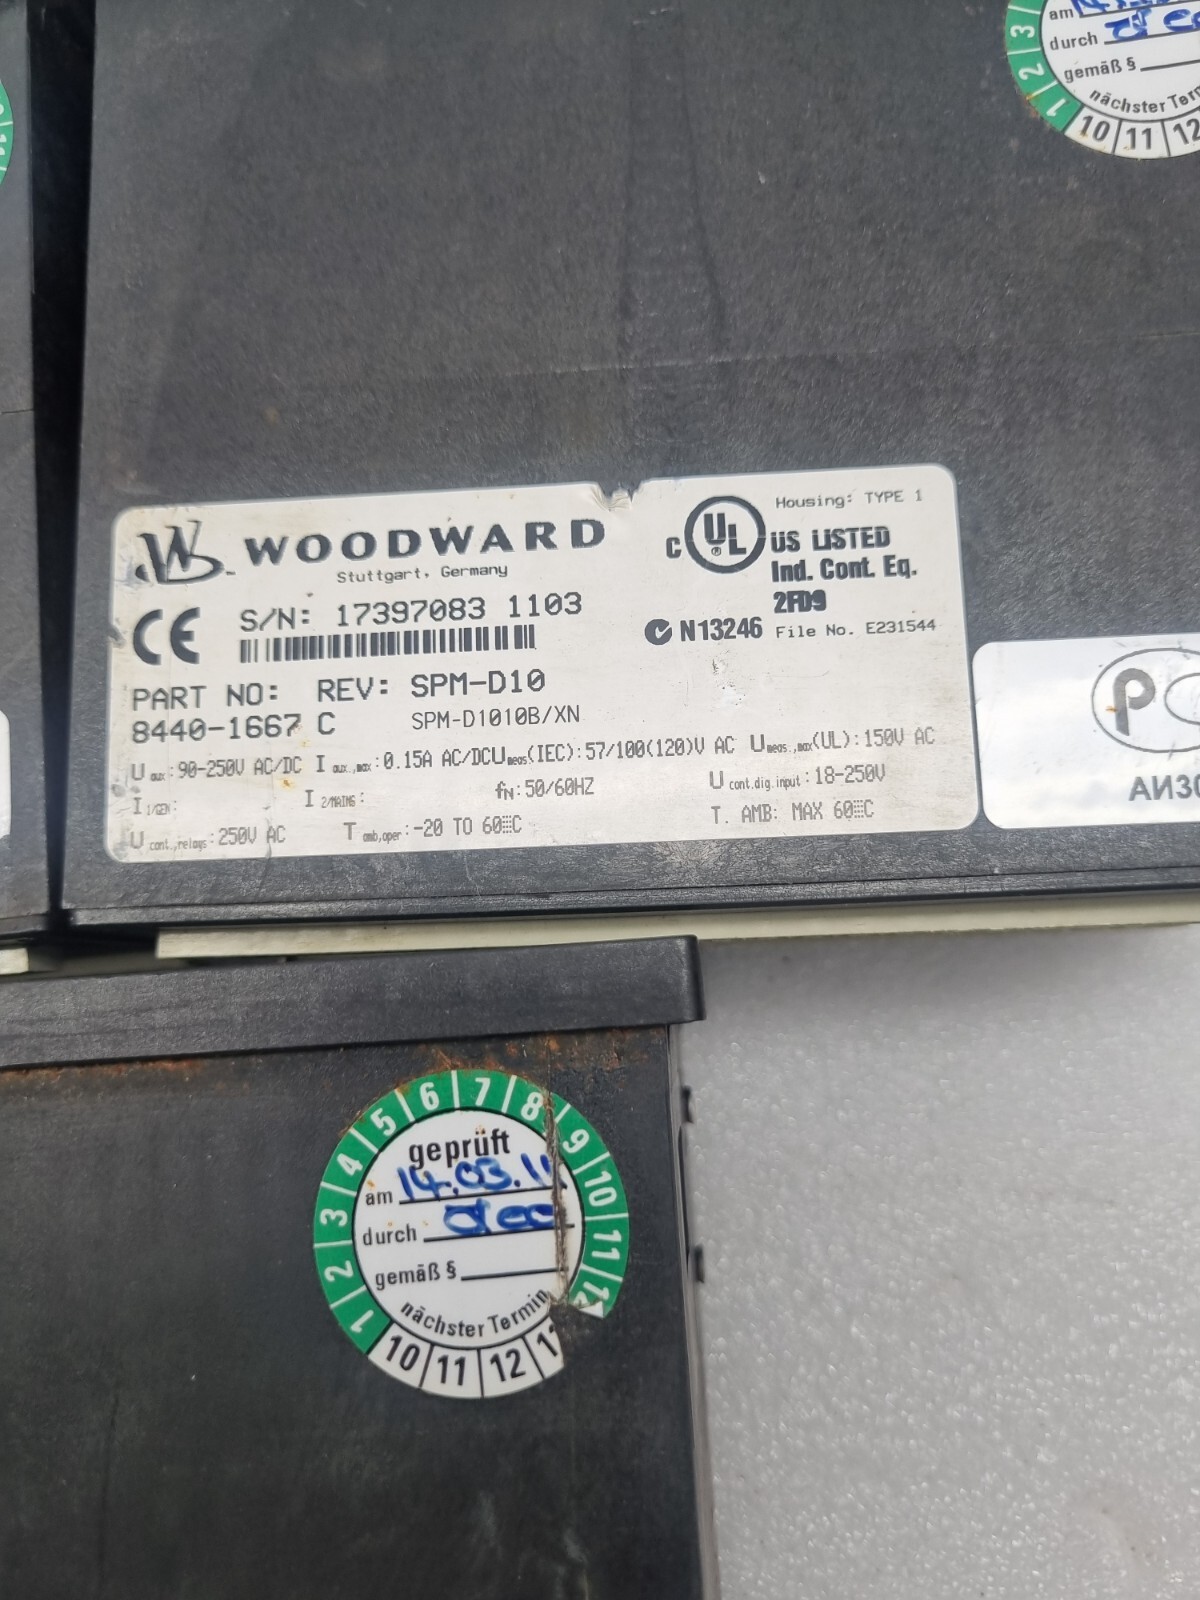 am
durch
gemäß §
nächster
3
2
1
10 11 12
11
WOODWARD
Stuttgart, Germany
CE
S/N: 17397083 1103
PART NO: REV: SPM-D10
8440-1667 C SPM-D1010B/XN
U aux: 90-250V AC/DC I aux.,max: 0.15A AC/DC U meas.(IEC): 57/100(120)V AC U meas.,max(UL): 150V AC
I 1/GEN: I 2/MAINS: fN: 50/60HZ U cont.dig.input: 18-250V
U cont.,relays: 250V AC T amb,oper: -20 TO 60 C T. AMB: MAX 60 C
C UL ® US LISTED
Housing: TYPE 1
Ind. Cont. Eq.
2FD9
N13246 File No. E231544
P
1 2 3 4 5 6 7 8 9 10 11 12
geprüft
am 14.03.11
durch
gemäß §
nächster Termin
10 11 12